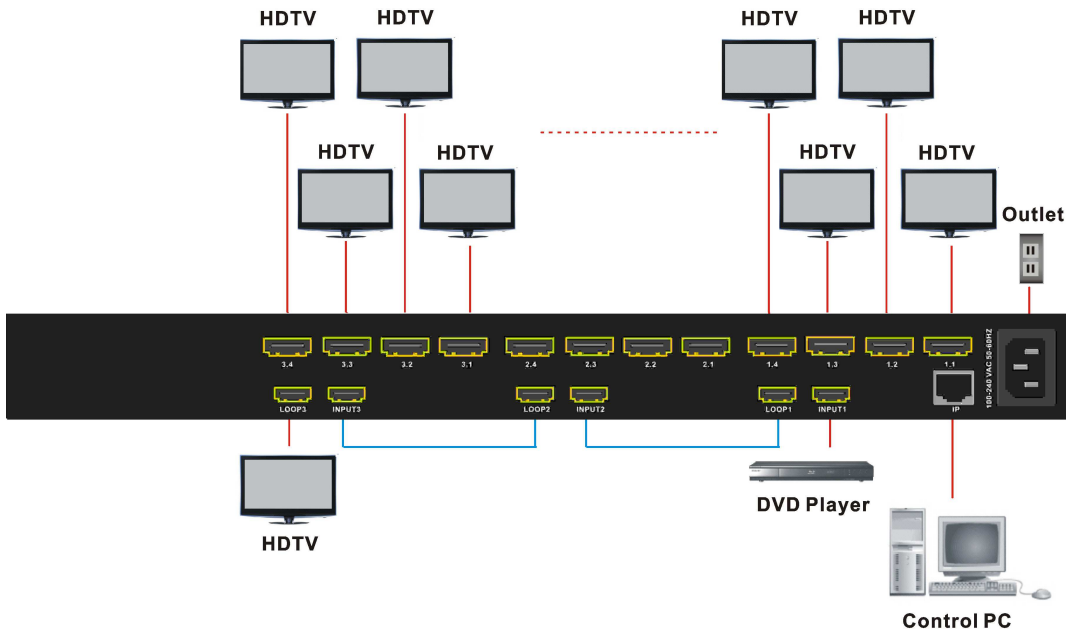 HDTV
HDTV
HDTV
HDTV
HDTV
HDTV
HDTV
HDTV
Outlet
3.4
3.3
3.2
3.1
2.4
2.3
2.2
2.1
1.4
1.3
1.2
1.1
100-240 VAC 50-60HZ
LOOP3
INPUT3
LOOP2
INPUT2
LOOP1
INPUT1
IP
HDTV
DVD Player
Control PC